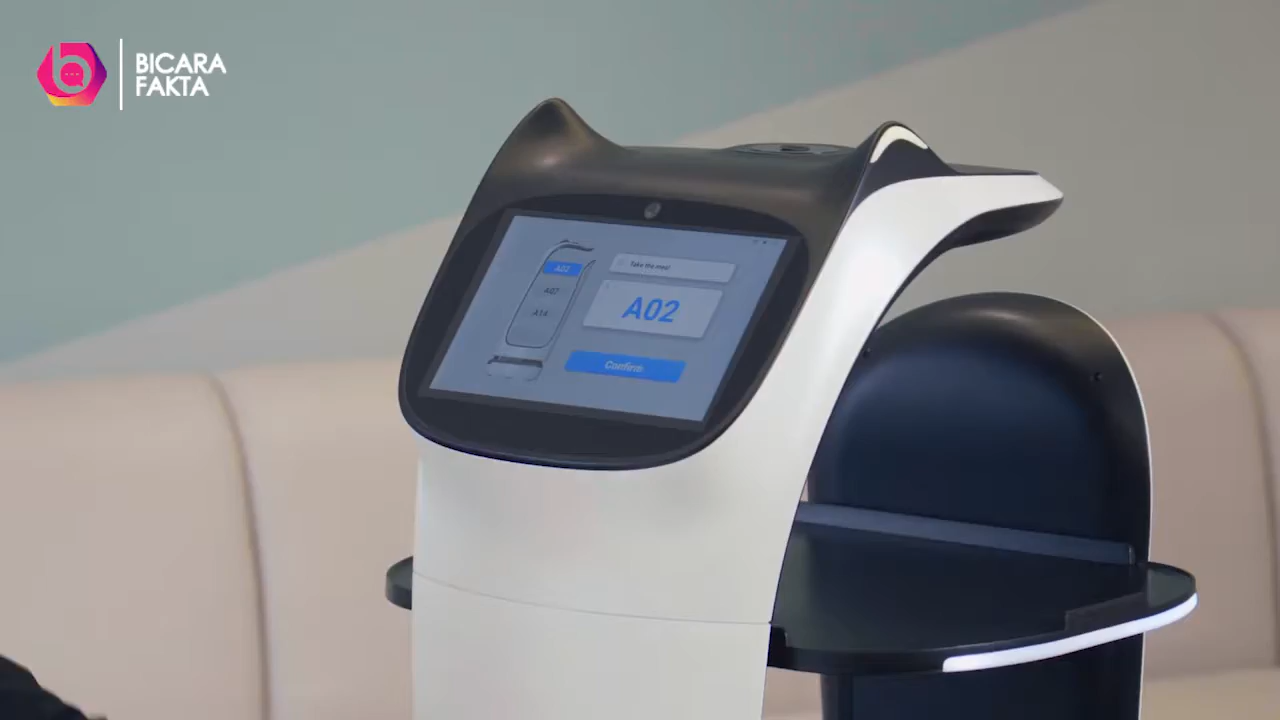 BICARA
FAKTA
A02
Take the meal
A07
A02
A14
Confirm